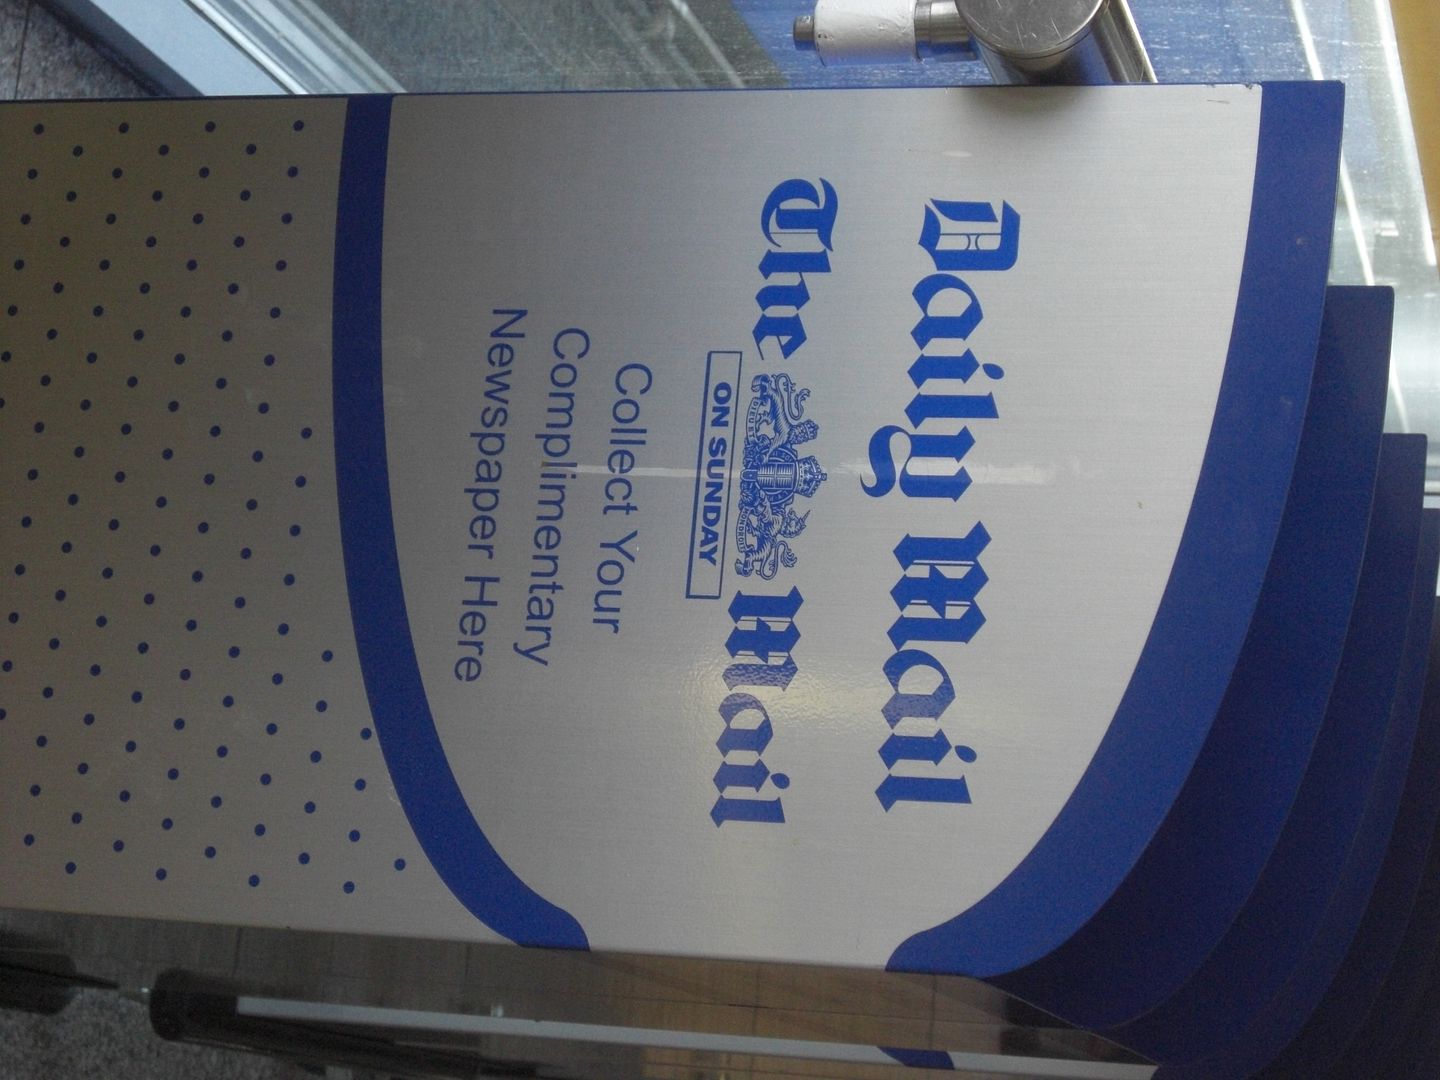 Daily Mail
The Mail
ON SUNDAY
Collect Your
Complimentary
Newspaper Here